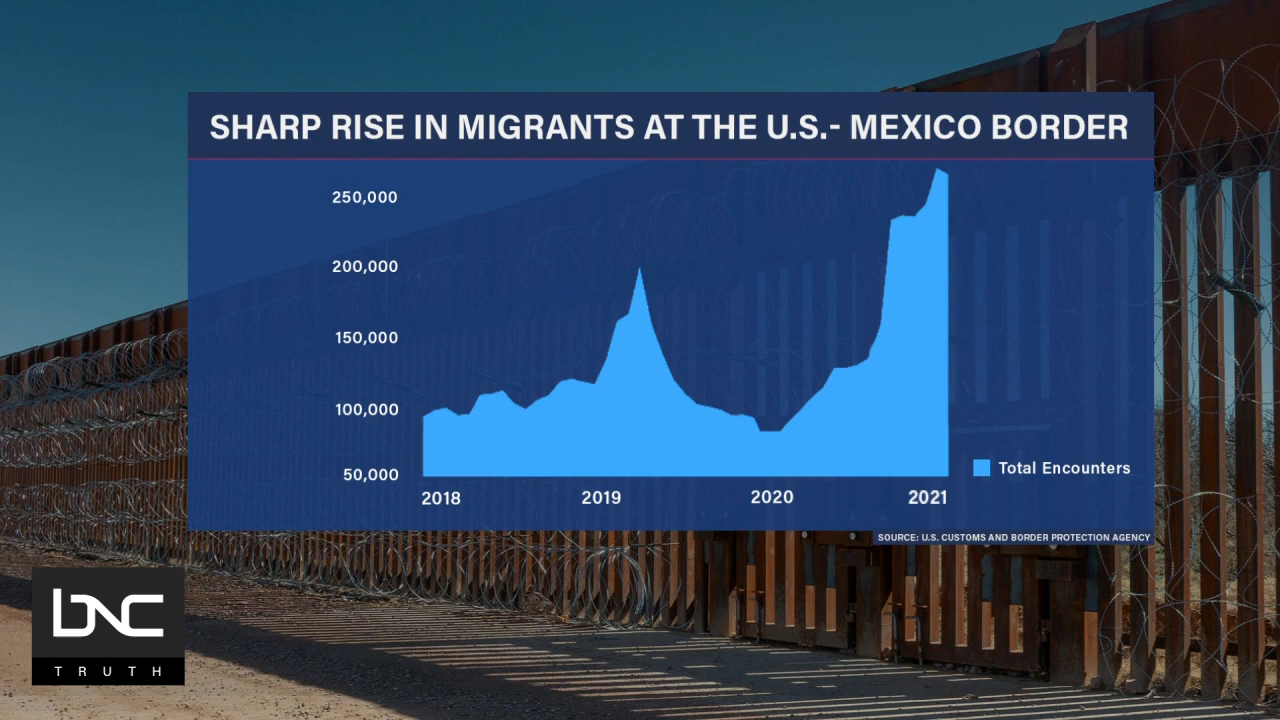 SHARP RISE IN MIGRANTS AT THE U.S.- MEXICO BORDER
250,000
200,000
150,000
100,000
50,000
2018 2019 2020 2021
Total Encounters
SOURCE: U.S. CUSTOMS AND BORDER PROTECTION AGENCY
bNC
TRUTH